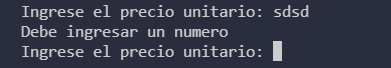 Ingrese el precio unitario: sdsd
Debe ingresar un numero
Ingrese el precio unitario: